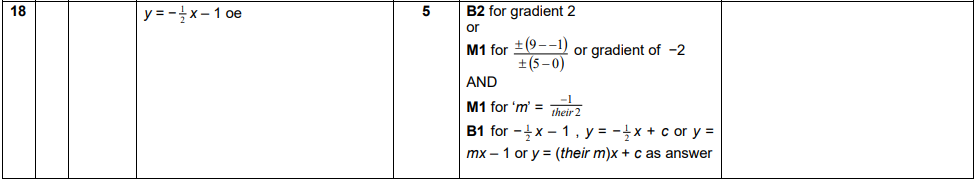 18 y = −½x − 1 oe 5 B2 for gradient 2
or
M1 for ±(9−−1)/±(5−0) or gradient of −2
AND
M1 for ‘m’ = −1/their 2
B1 for −½x − 1 , y = −½x + c or y =
mx − 1 or y = (their m)x + c as answer